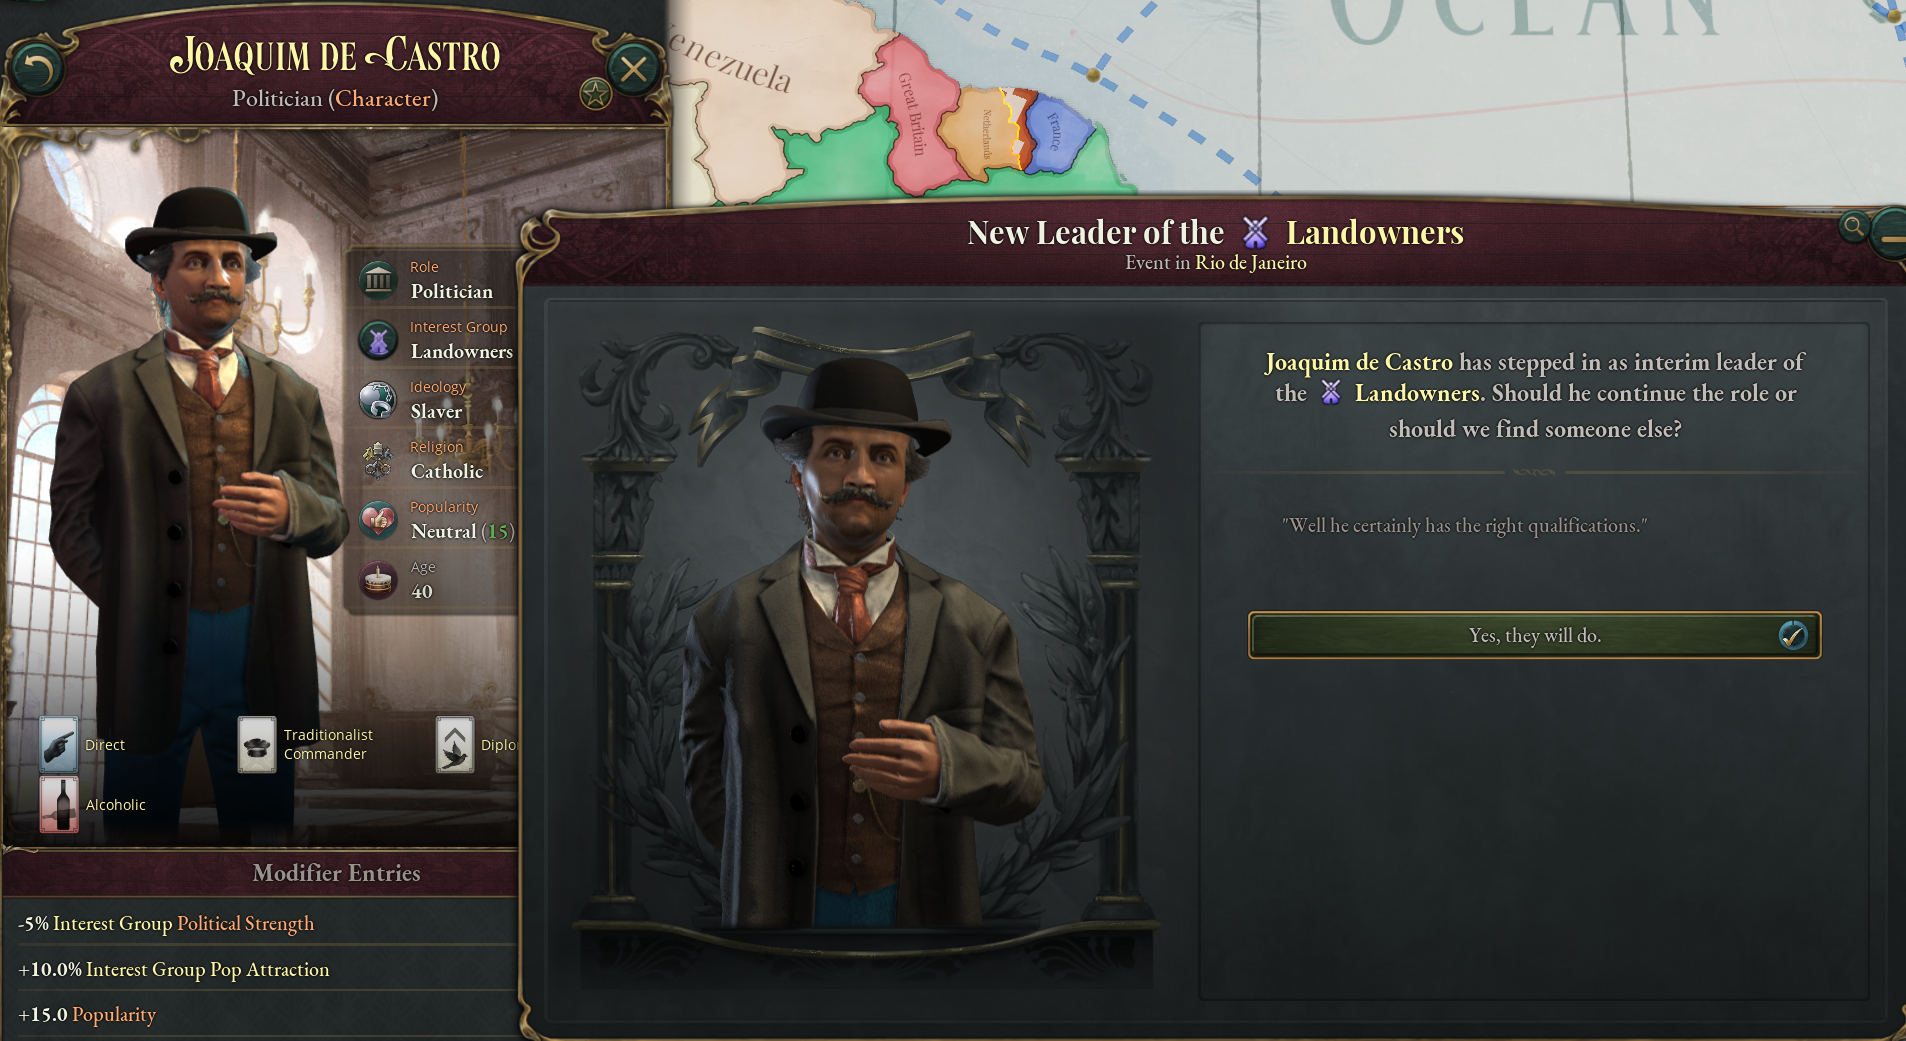 JOAQUIM DE CASTRO
Politician (Character)
Role
Politician
Interest Group
Landowners
Ideology
Slaver
Religion
Catholic
Popularity
Neutral (15)
Age
40
Direct
Traditionalist
Commander
Alcoholic
Modifier Entries
-5% Interest Group Political Strength
+10.0% Interest Group Pop Attraction
+15.0 Popularity
Venezuela
Great Britain
Netherlands
France
OCEAN
New Leader of the Landowners
Event in Rio de Janeiro
Joaquim de Castro has stepped in as interim leader of
the Landowners. Should he continue the role or
should we find someone else?
"Well he certainly has the right qualifications."
Yes, they will do.